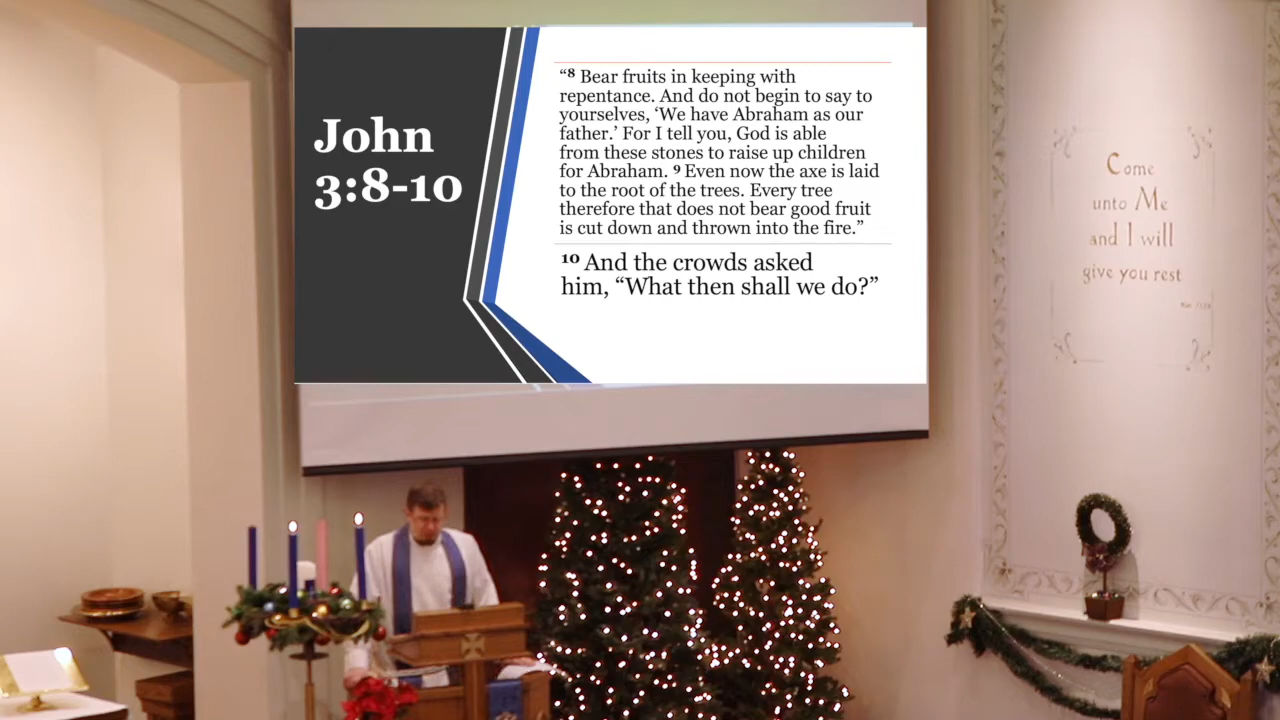 John
3:8-10
“8 Bear fruits in keeping with
repentance. And do not begin to say to
yourselves, ‘We have Abraham as our
father.’ For I tell you, God is able
from these stones to raise up children
for Abraham. 9 Even now the axe is laid
to the root of the trees. Every tree
therefore that does not bear good fruit
is cut down and thrown into the fire.”
10 And the crowds asked
him, “What then shall we do?”
Come
unto Me
and I will
give you rest